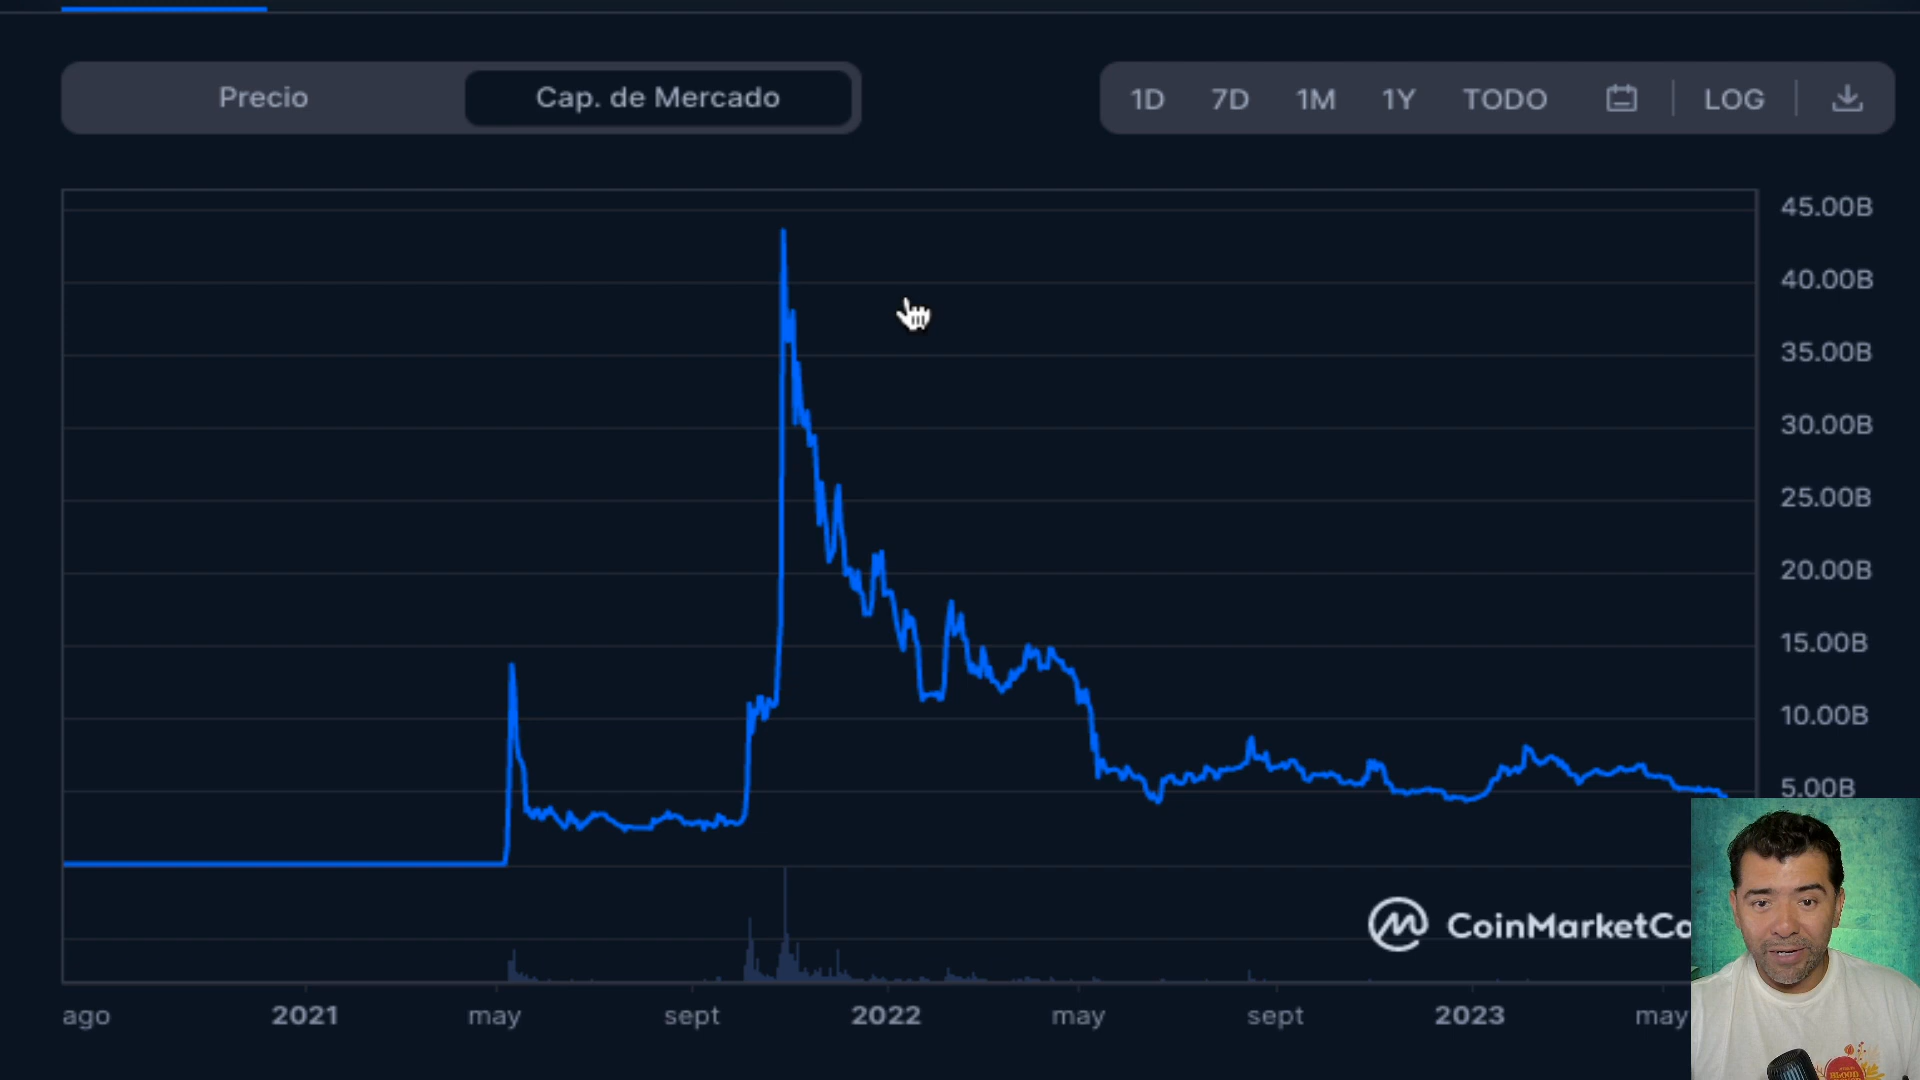 Precio
Cap. de Mercado
1D 7D 1M 1Y TODO LOG
45.00B
40.00B
35.00B
30.00B
25.00B
20.00B
15.00B
10.00B
5.00B
CoinMarketCa
ago 2021 may sept 2022 may sept 2023 may
BLOOD